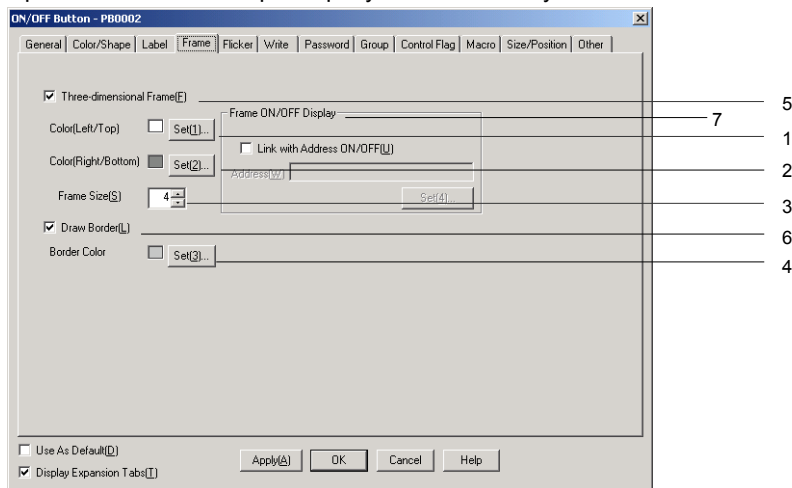 ON/OFF Button - PB0002
General Color/Shape Label Frame Flicker Write Password Group Control Flag Macro Size/Position Other
Three-dimensional Frame(F)
5
Frame ON/OFF Display
7
Color(Left/Top) Set(1)...
1
Link with Address ON/OFF(U)
Color(Right/Bottom) Set(2)...
2
Address(W)
Frame Size(S) 4
Set(4)...
3
Draw Border(L)
6
Border Color Set(3)...
4
Use As Default(D)
Display Expansion Tabs(T)
Apply(A) OK Cancel Help